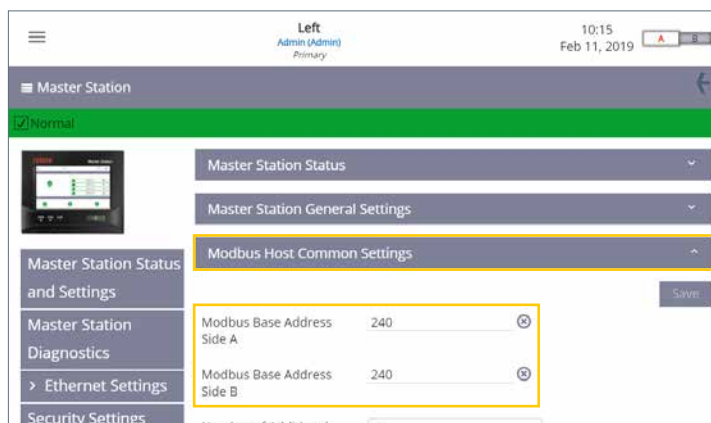 Left
Admin (Admin)
Primary
10:15
Feb 11, 2019
A
B
Master Station
Normal
Master Station Status
Master Station General Settings
Modbus Host Common Settings
Save
Master Station Status
and Settings
Master Station
Diagnostics
> Ethernet Settings
Security Settings
Modbus Base Address
Side A
240
Modbus Base Address
Side B
240